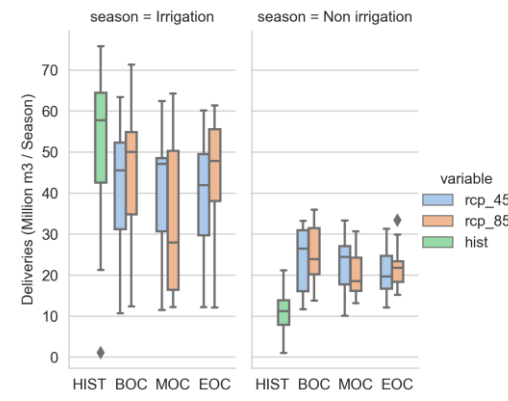 season = Irrigation
season = Non irrigation
Deliveries (Million m3 / Season)
70
60
50
40
30
20
10
0
HIST BOC MOC EOC
HIST BOC MOC EOC
variable
rcp_45
rcp_85
hist